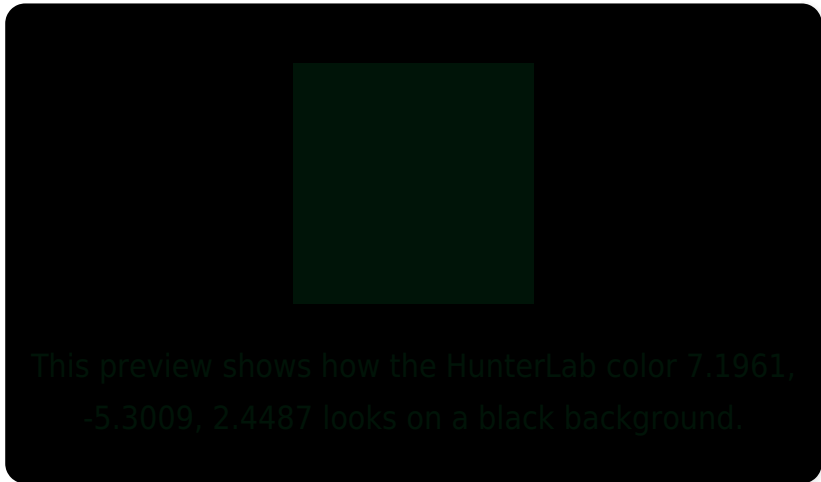 This preview shows how the HunterLab color 7.1961,
-5.3009, 2.4487 looks on a black background.